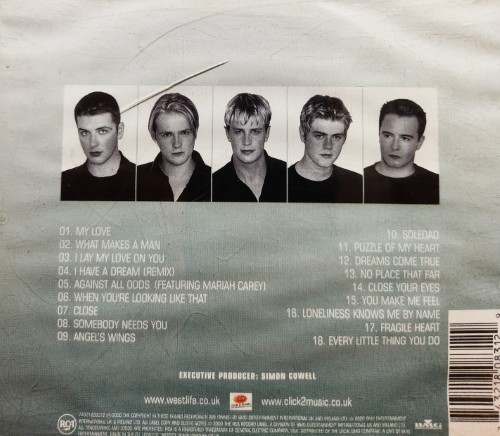 01. MY LOVE
02. WHAT MAKES A MAN
03. I LAY MY LOVE ON YOU
04. I HAVE A DREAM (REMIX)
05. AGAINST ALL ODDS (FEATURING MARIAH CAREY)
06. WHEN YOU'RE LOOKING LIKE THAT
07. CLOSE
08. SOMEBODY NEEDS YOU
09. ANGEL'S WINGS
10. SOLEDAD
11. PUZZLE OF MY HEART
12. DREAMS COME TRUE
13. NO PLACE THAT FAR
14. CLOSE YOUR EYES
15. YOU MAKE ME FEEL
16. LONELINESS KNOWS ME BY NAME
17. FRAGILE HEART
18. EVERY LITTLE THING YOU DO
EXECUTIVE PRODUCER: SIMON COWELL
www.westlife.co.uk
www.click2music.co.uk
BMG